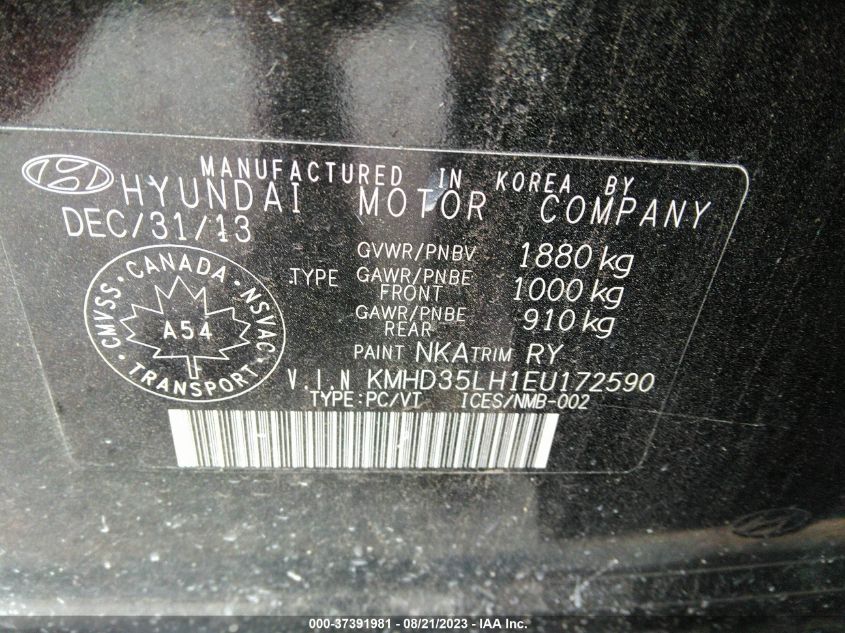 MANUFACTURED IN KOREA BY
HYUNDAI MOTOR COMPANY
DEC/31/13
GVWR/PNBV 1880 kg
TYPE GAWR/PNBE FRONT 1000 kg
GAWR/PNBE REAR 910 kg
CMVSS · CANADA · NSVAC
A54
TRANSPORT
PAINT NKA TRIM RY
V.I.N KMHD35LH1EU172590
TYPE:PC/VT ICES/NMB-002
000-37391981 - 08/21/2023 - IAA Inc.